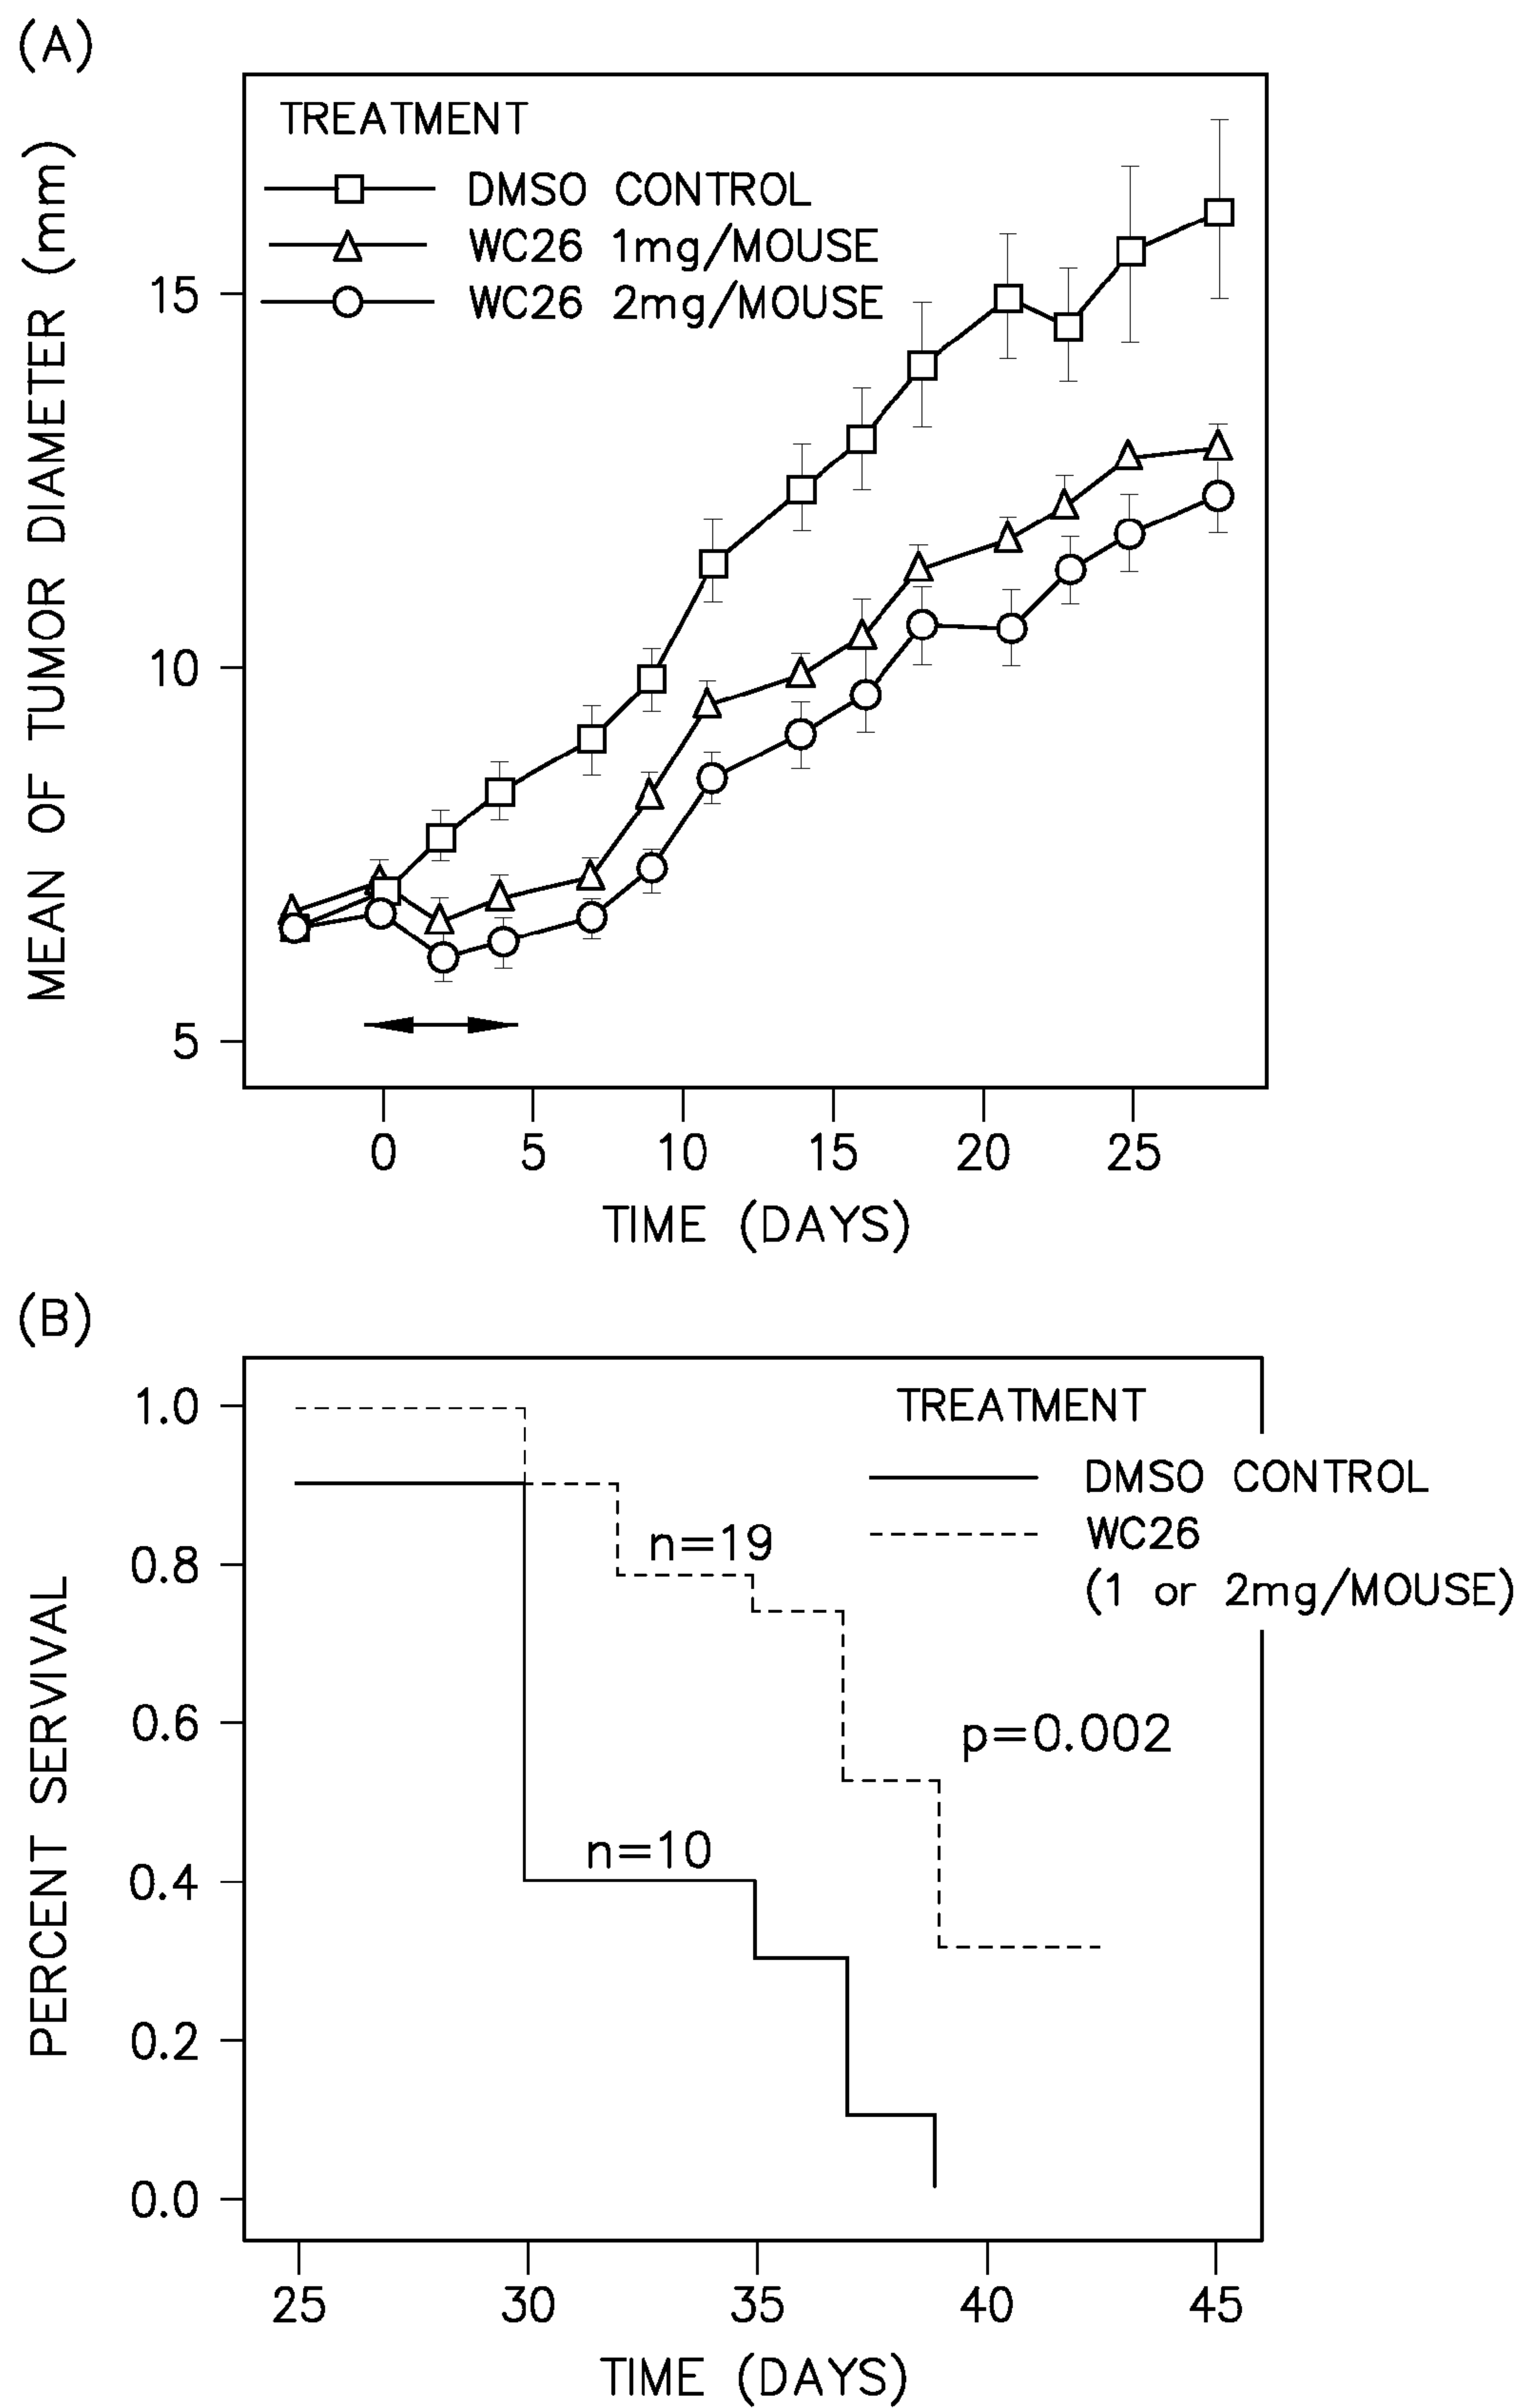 (A)
TREATMENT
DMSO CONTROL
WC26 1mg/MOUSE
WC26 2mg/MOUSE
MEAN OF TUMOR DIAMETER (mm)
15
10
5
0 5 10 15 20 25
TIME (DAYS)
(B)
TREATMENT
DMSO CONTROL
WC26
(1 or 2mg/MOUSE)
n=19
p=0.002
n=10
PERCENT SERVIVAL
1.0
0.8
0.6
0.4
0.2
0.0
25 30 35 40 45
TIME (DAYS)